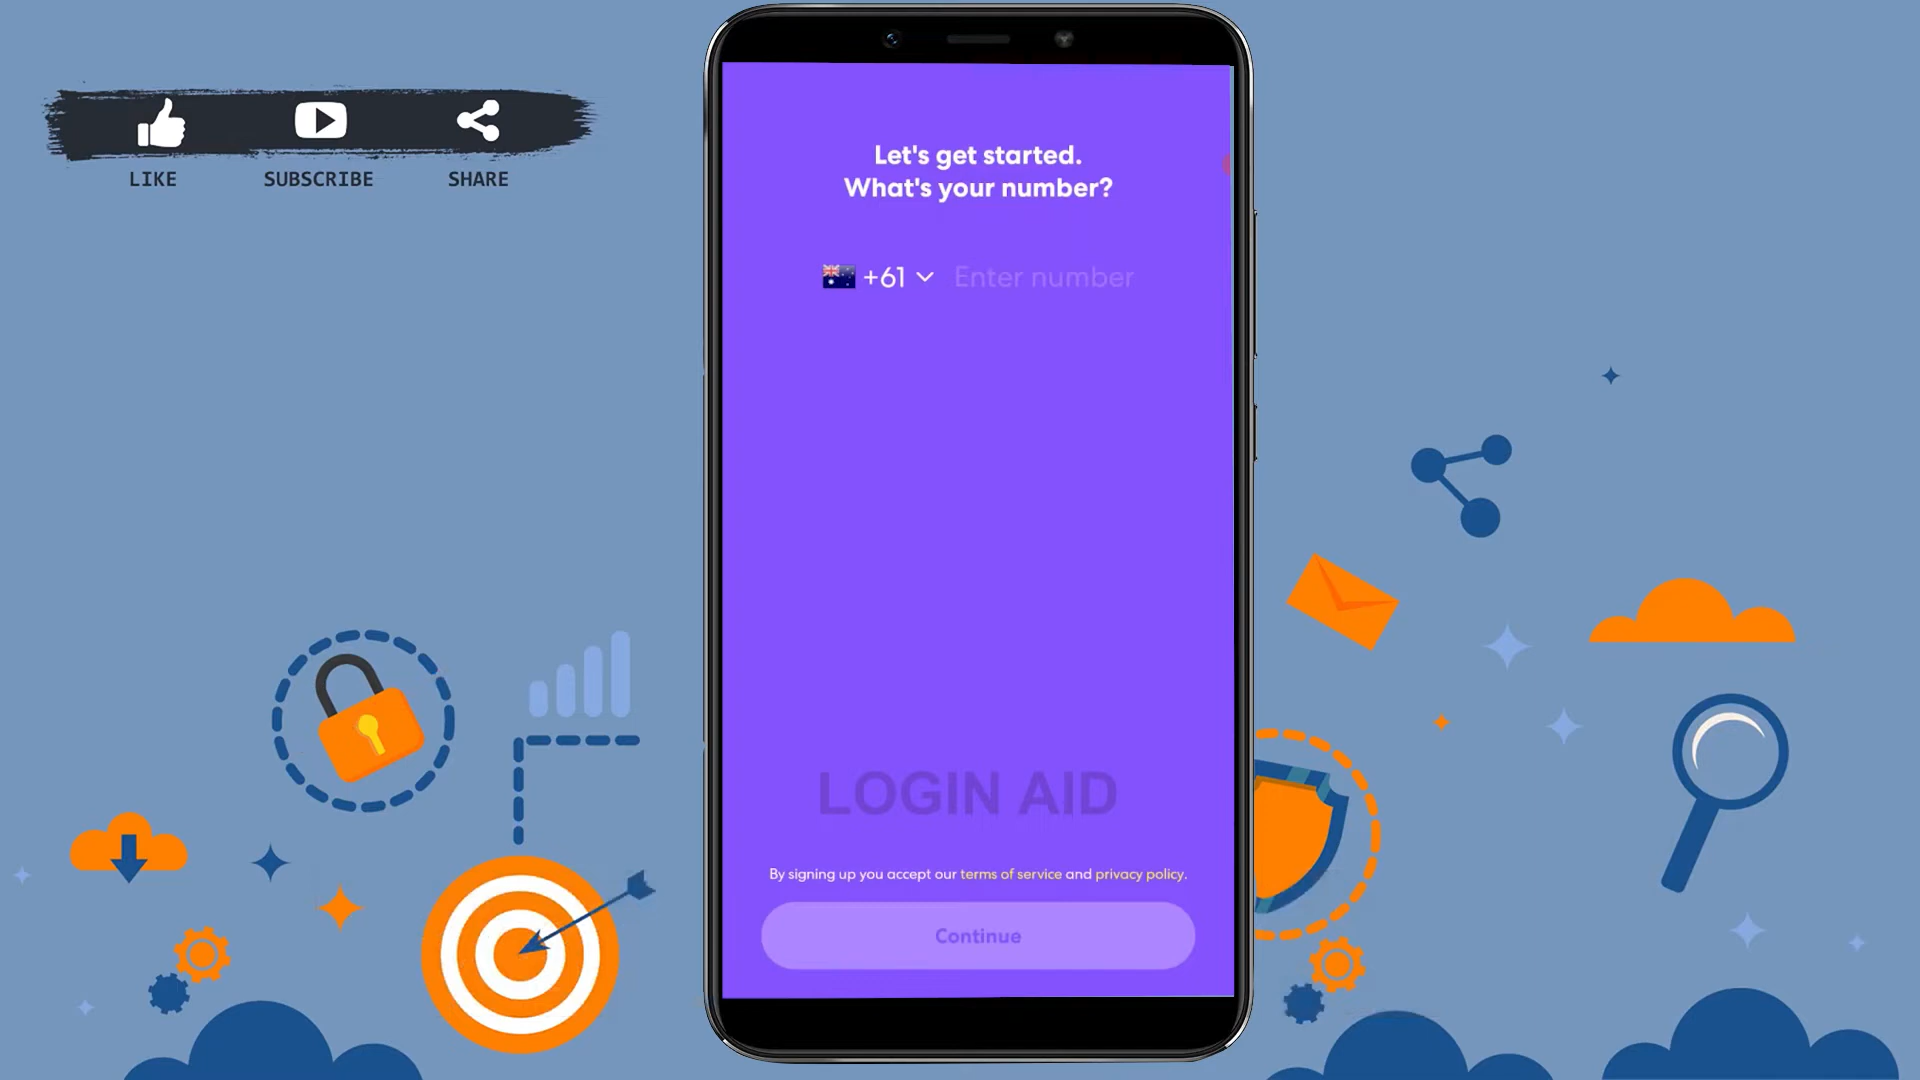 LIKE
SUBSCRIBE
SHARE
Let's get started.
What's your number?
+61
Enter number
LOGIN AID
By signing up you accept our terms of service and privacy policy.
Continue